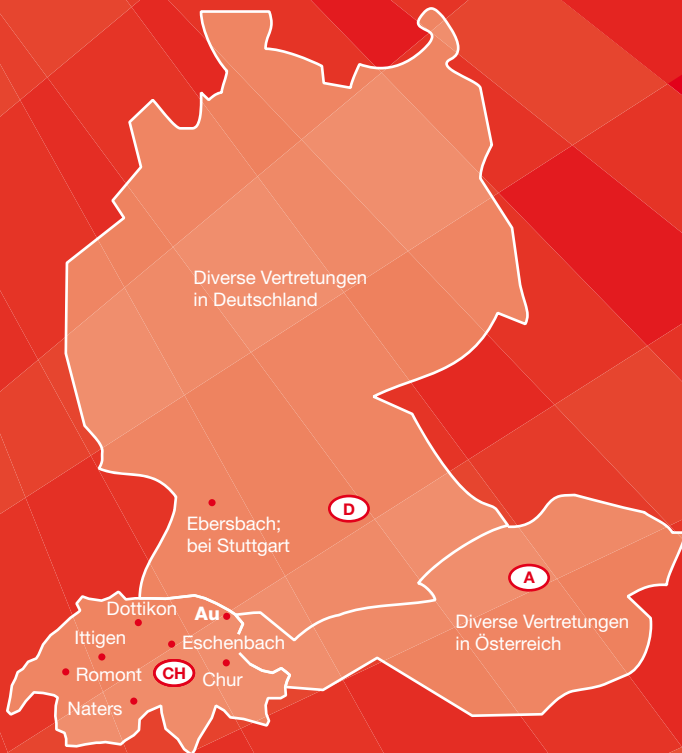 Diverse Vertretungen
in Deutschland
Ebersbach;
bei Stuttgart
D
A
Diverse Vertretungen
in Österreich
Dottikon
Au
Ittigen
Eschenbach
Romont
CH
Chur
Naters